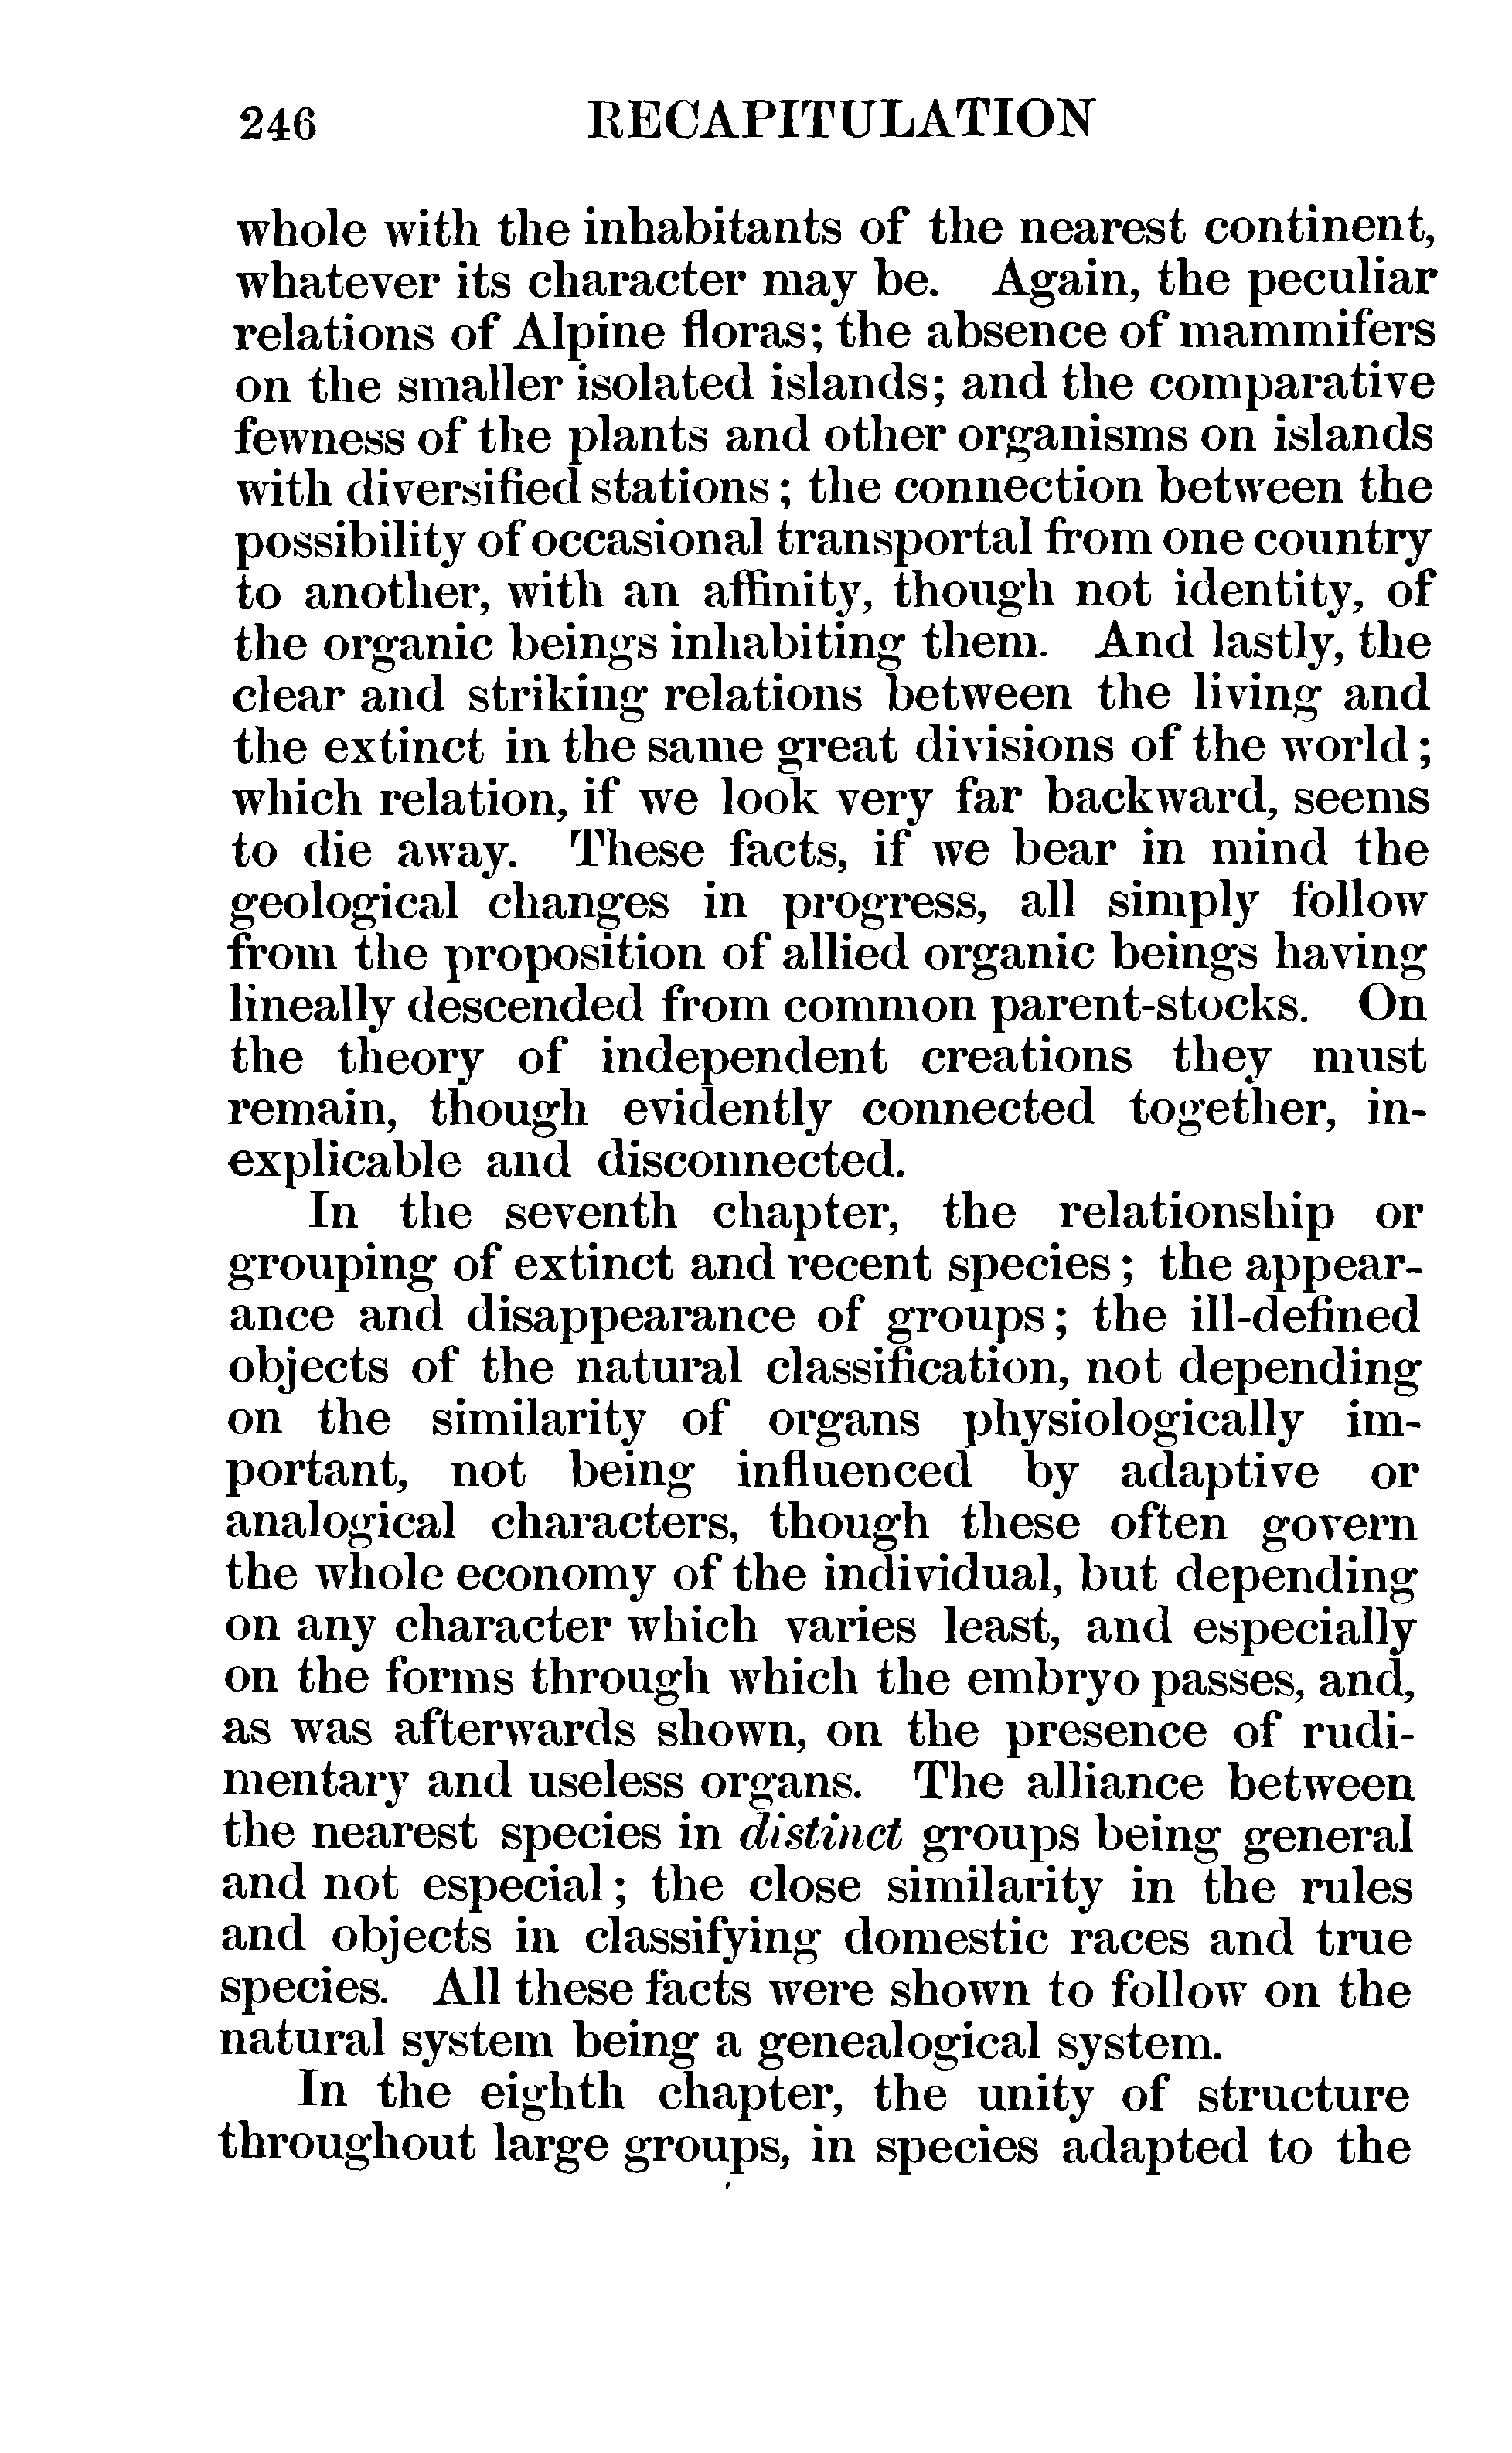 246 RECAPITULATION
whole with the inhabitants of the nearest continent,
whatever its character may be. Again, the peculiar
relations of Alpine floras; the absence of mammifers
on the smaller isolated islands; and the comparative
fewness of the plants and other organisms on islands
with diversified stations; the connection between the
possibility of occasional transportal from one country
to another, with an affinity, though not identity, of
the organic beings inhabiting them. And lastly, the
clear and striking relations between the living and
the extinct in the same great divisions of the world;
which relation, if we look very far backward, seems
to die away. These facts, if we bear in mind the
geological changes in progress, all simply follow
from the proposition of allied organic beings having
lineally descended from common parent-stocks. On
the theory of independent creations they must
remain, though evidently connected together, in-
explicable and disconnected.
In the seventh chapter, the relationship or
grouping of extinct and recent species; the appear-
ance and disappearance of groups; the ill-defined
objects of the natural classification, not depending
on the similarity of organs physiologically im-
portant, not being influenced by adaptive or
analogical characters, though these often govern
the whole economy of the individual, but depending
on any character which varies least, and especially
on the forms through which the embryo passes, and,
as was afterwards shown, on the presence of rudi-
mentary and useless organs. The alliance between
the nearest species in distinct groups being general
and not especial; the close similarity in the rules
and objects in classifying domestic races and true
species. All these facts were shown to follow on the
natural system being a genealogical system.
In the eighth chapter, the unity of structure
throughout large groups, in species adapted to the